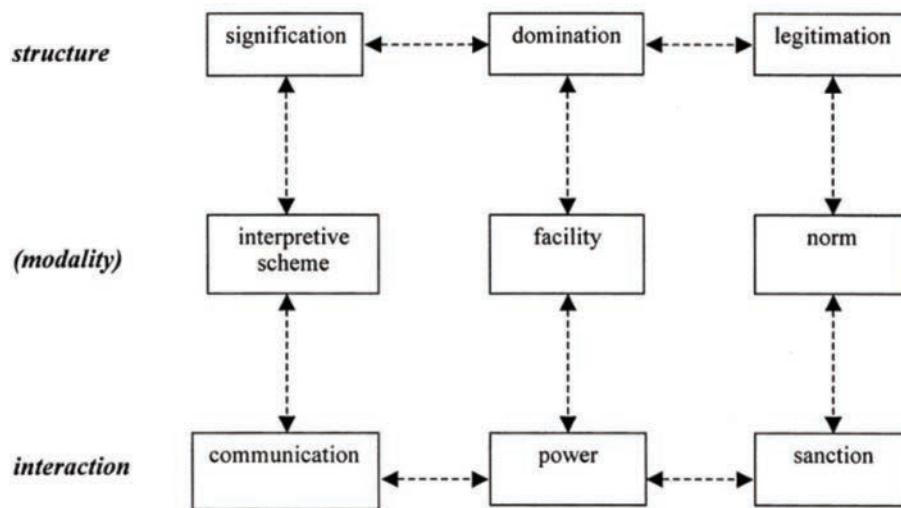 structure
signification
domination
legitimation
(modality)
interpretive
scheme
facility
norm
interaction
communication
power
sanction